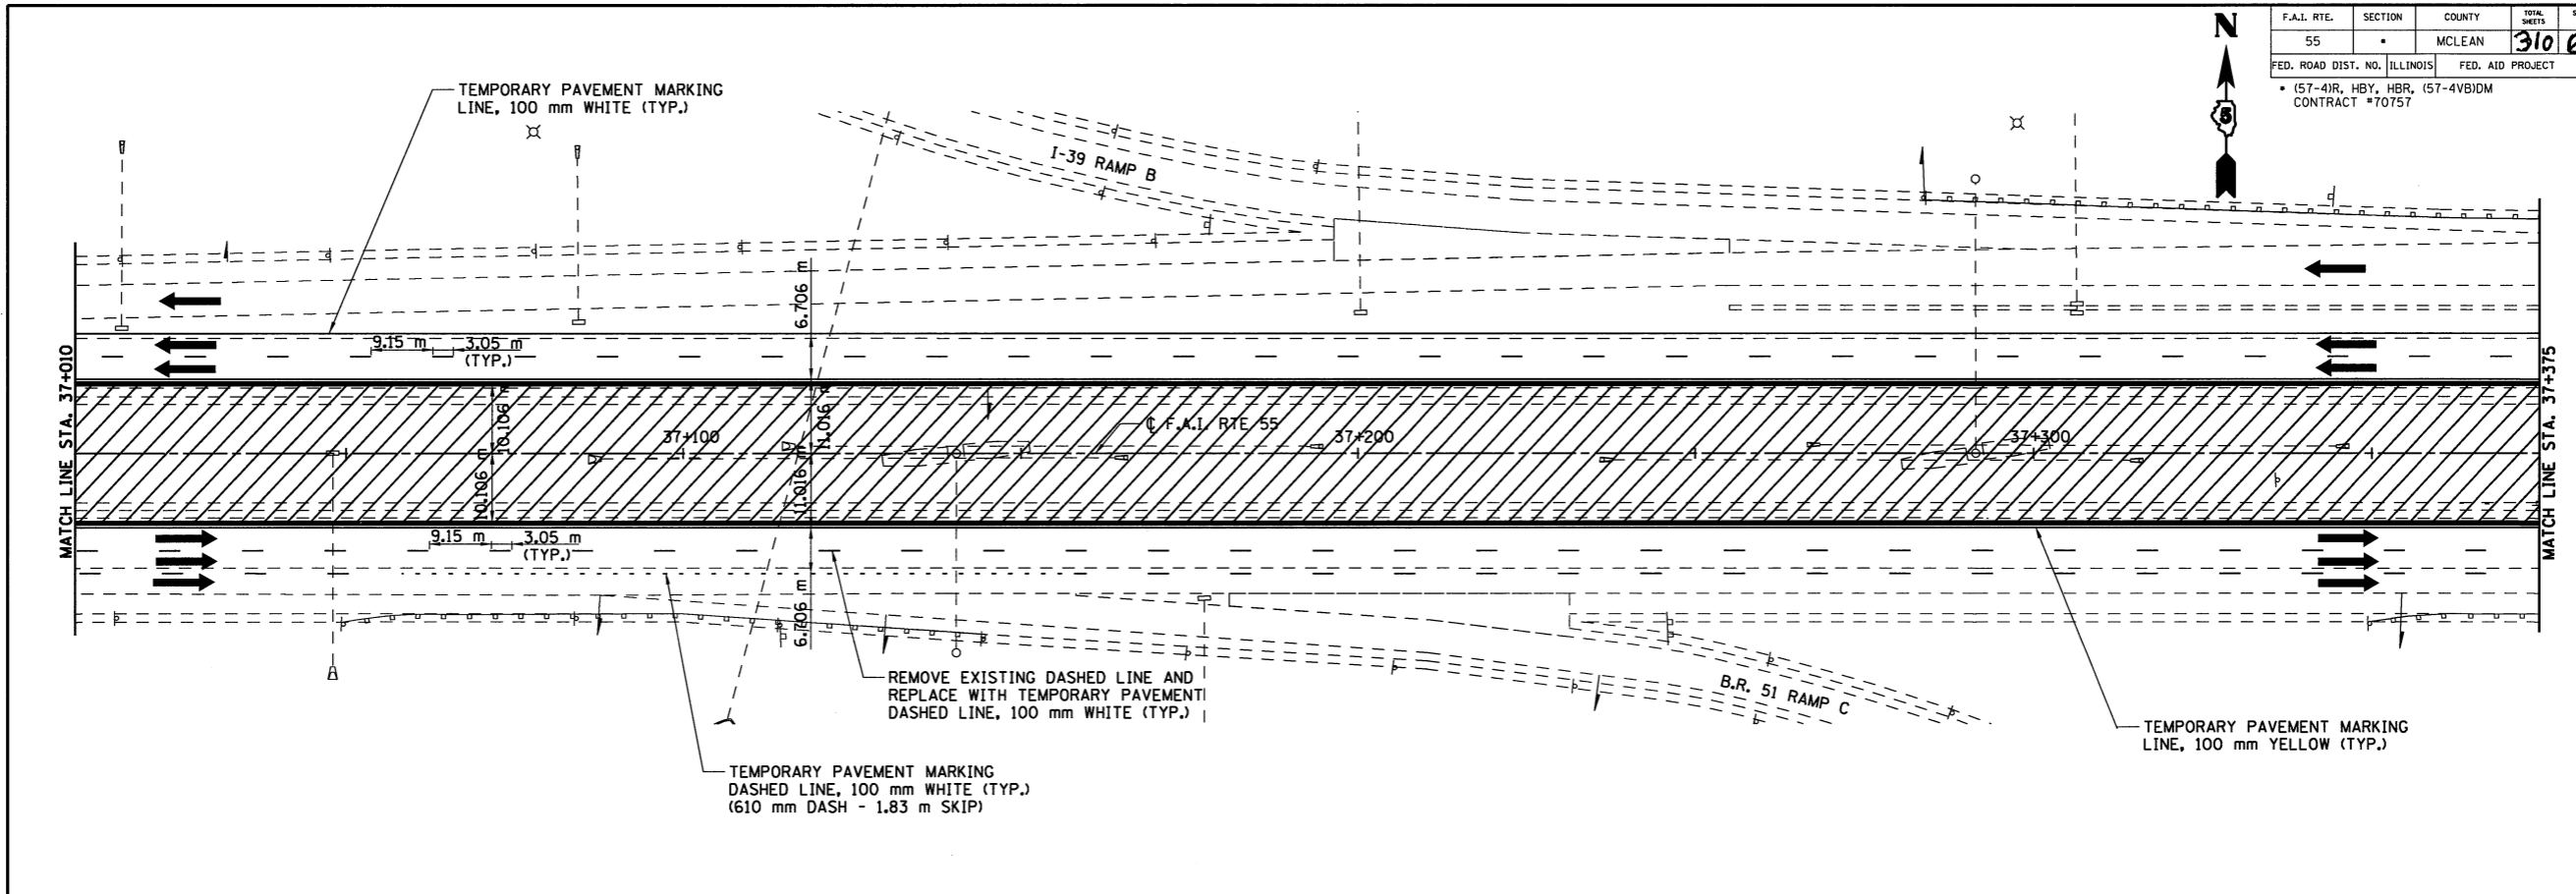 F.A.I. RTE. SECTION COUNTY TOTAL SHEETS
55 • MCLEAN 310
FED. ROAD DIST. NO. ILLINOIS FED. AID PROJECT
• (57-4)R, HBY, HBR, (57-4VB)DM
CONTRACT #70757
N
5
TEMPORARY PAVEMENT MARKING
LINE, 100 mm WHITE (TYP.)
I-39 RAMP B
6.706 m
9.15 m 3.05 m
(TYP.)
MATCH LINE STA. 37+010
MATCH LINE STA. 37+375
10.106 m
11.016 m
37+100
℄ F.A.I. RTE 55
37+200
37+300
10.106 m
11.016 m
9.15 m 3.05 m
(TYP.)
6.706 m
REMOVE EXISTING DASHED LINE AND
REPLACE WITH TEMPORARY PAVEMENT
DASHED LINE, 100 mm WHITE (TYP.)
B.R. 51 RAMP C
TEMPORARY PAVEMENT MARKING
LINE, 100 mm YELLOW (TYP.)
TEMPORARY PAVEMENT MARKING
DASHED LINE, 100 mm WHITE (TYP.)
(610 mm DASH - 1.83 m SKIP)